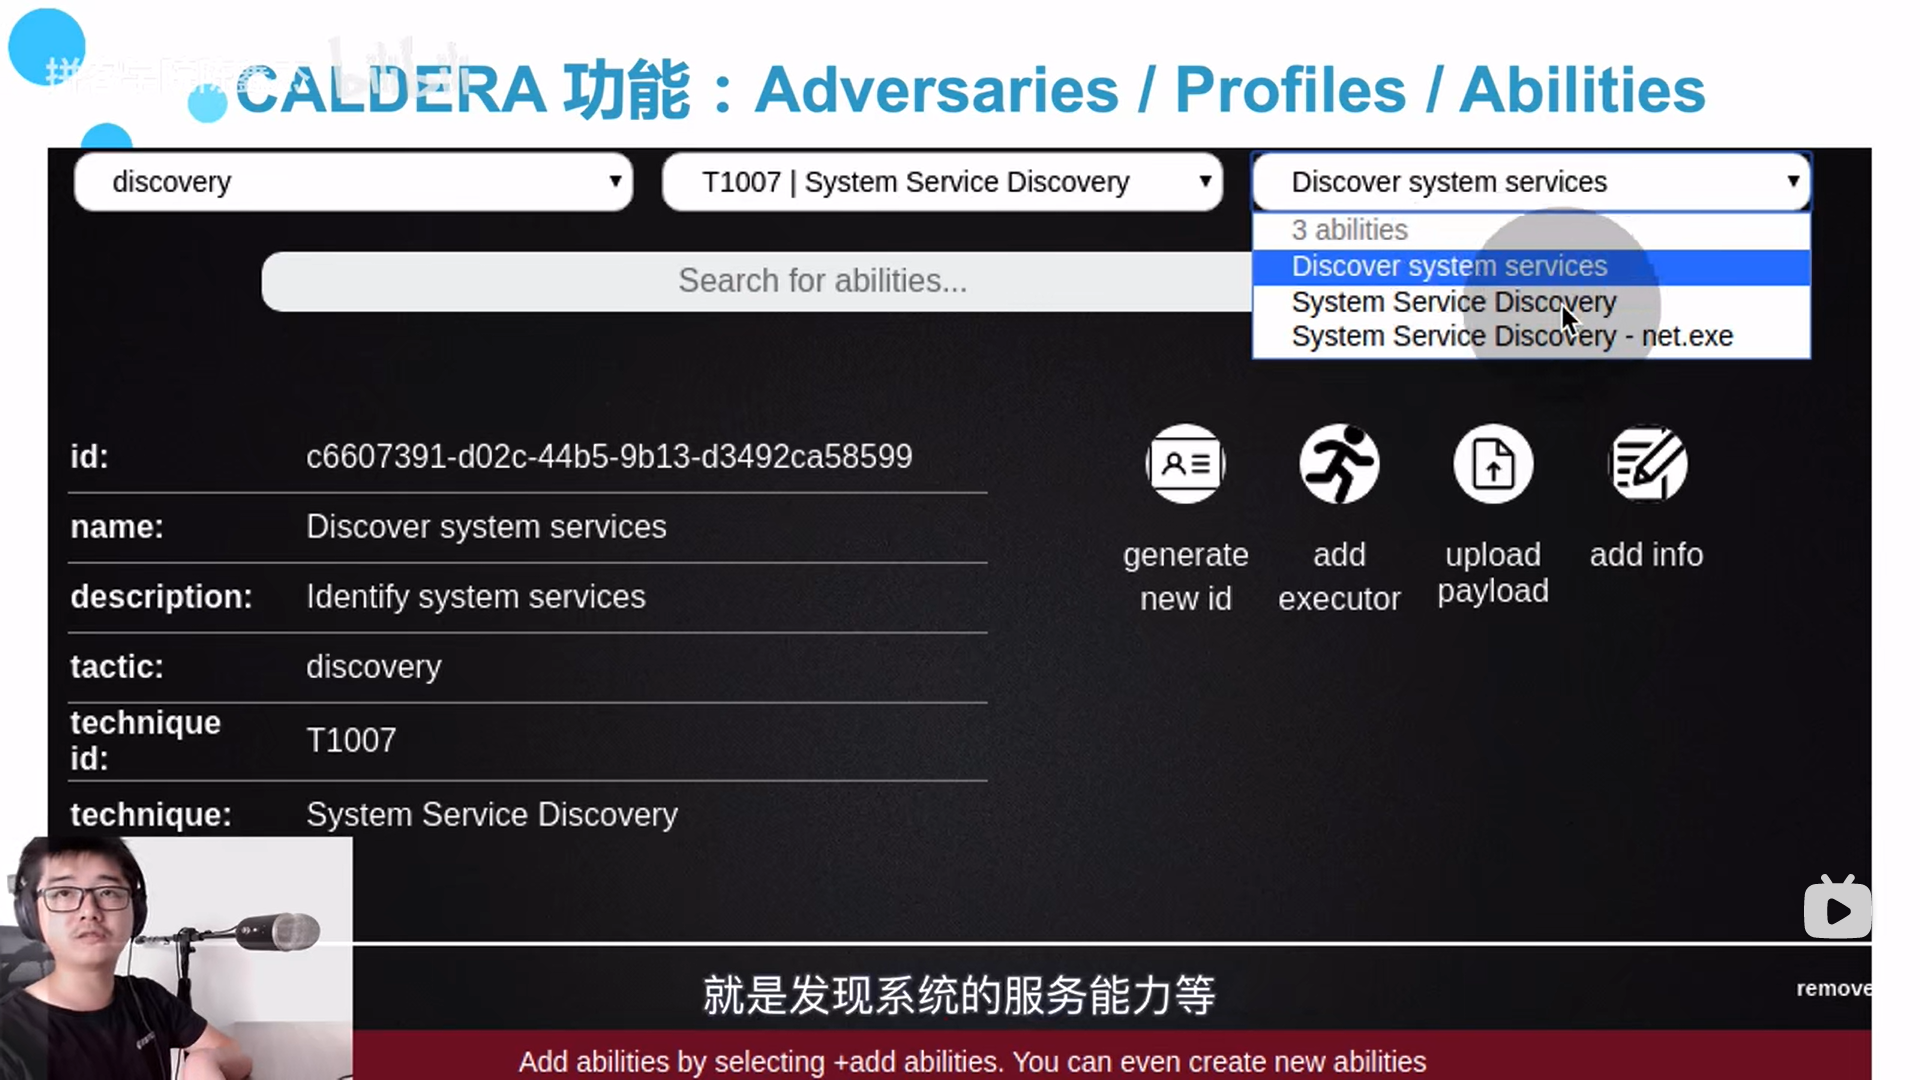 CALDERA 功能：Adversaries / Profiles / Abilities
discovery
T1007 | System Service Discovery
Discover system services
3 abilities
Discover system services
System Service Discovery
System Service Discovery - net.exe
Search for abilities...
id: c6607391-d02c-44b5-9b13-d3492ca58599
name: Discover system services
description: Identify system services
tactic: discovery
technique
id: T1007
technique: System Service Discovery
generate
new id
add
executor
upload
payload
add info
就是发现系统的服务能力等
remove
Add abilities by selecting +add abilities. You can even create new abilities